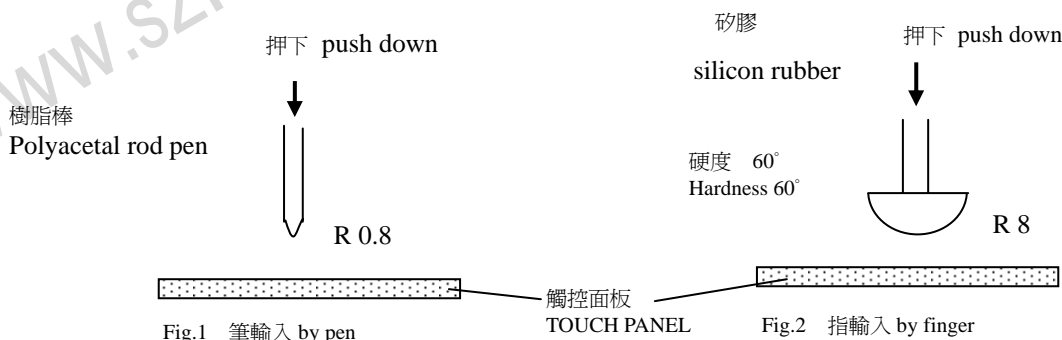 WWW.SZ
押下 push down
樹脂棒
Polyacetal rod pen
R 0.8
矽膠
silicon rubber
押下 push down
硬度 60°
Hardness 60°
R 8
觸控面板
TOUCH PANEL
Fig.1 筆輸入 by pen
Fig.2 指輸入 by finger